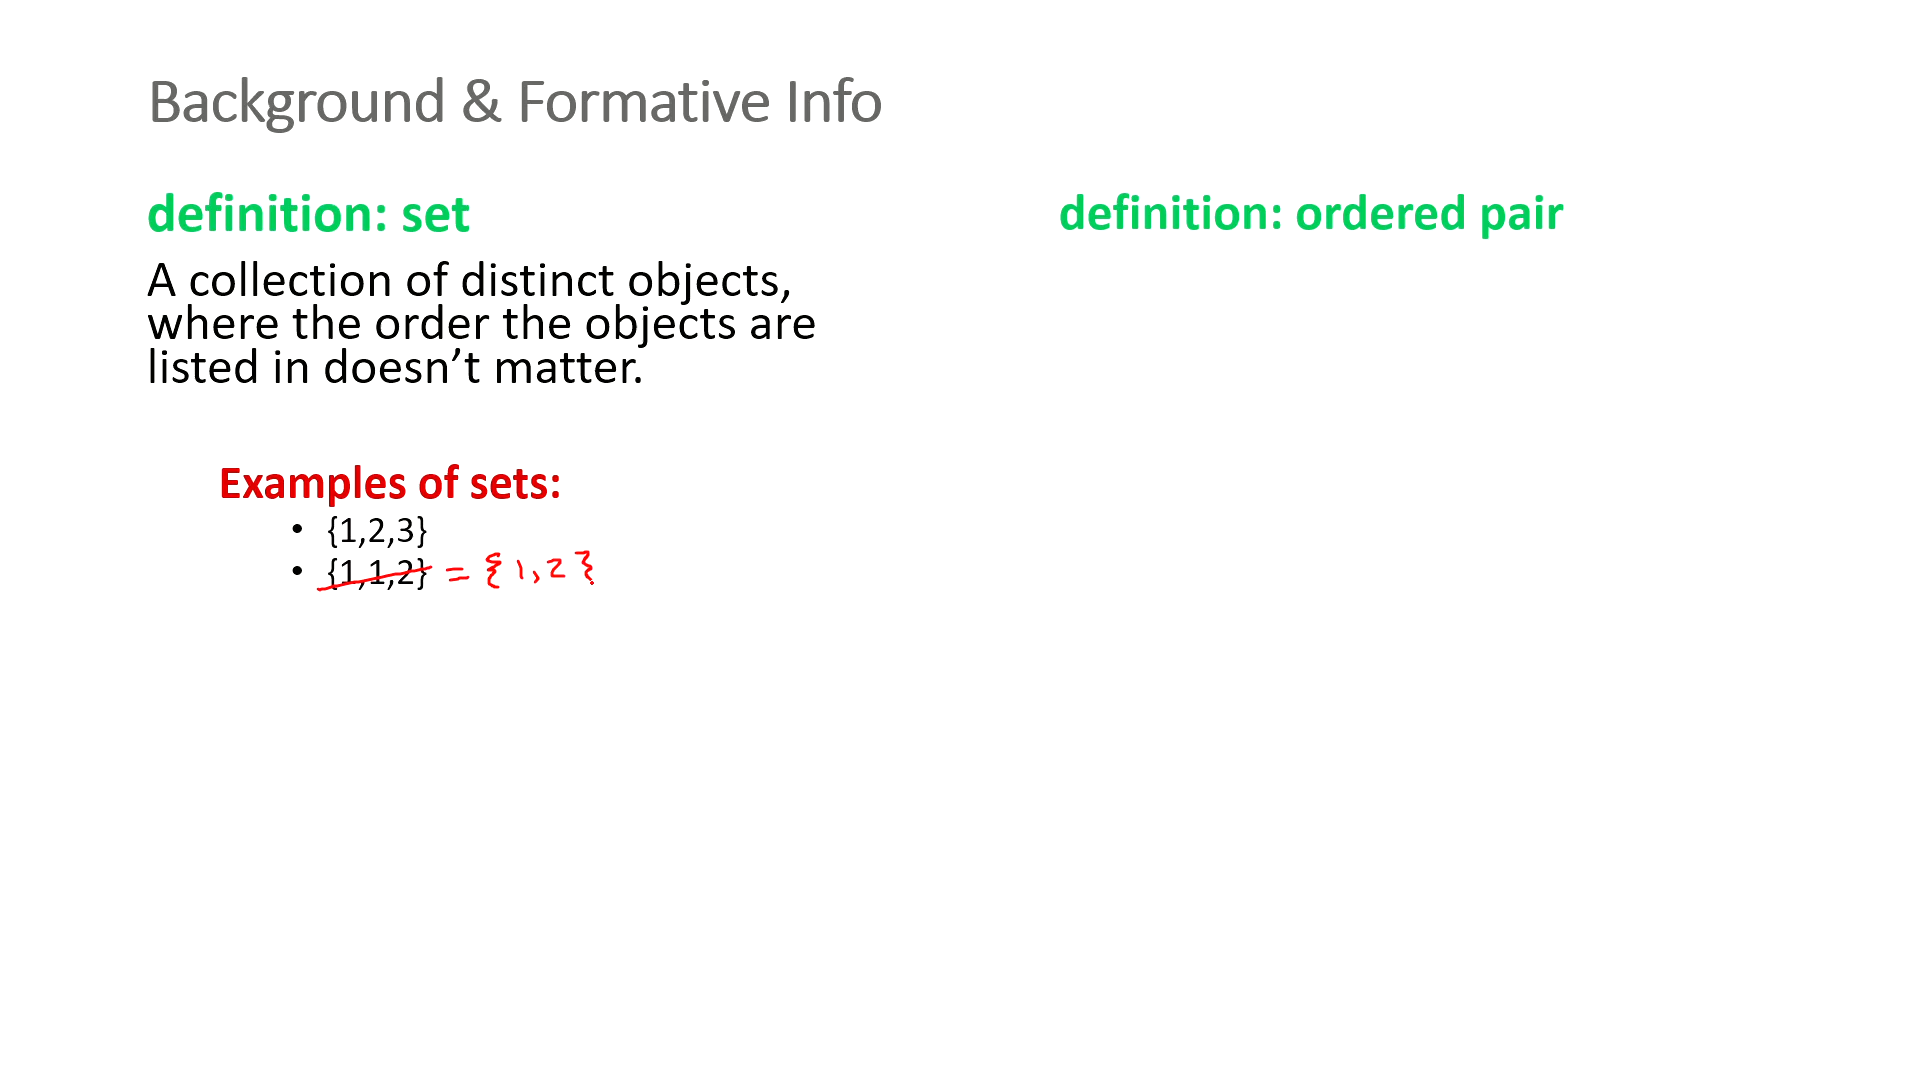 Background & Formative Info
definition: set
A collection of distinct objects,
where the order the objects are
listed in doesn’t matter.
Examples of sets:
• {1,2,3}
• {1,1,2} = {1,2}
definition: ordered pair